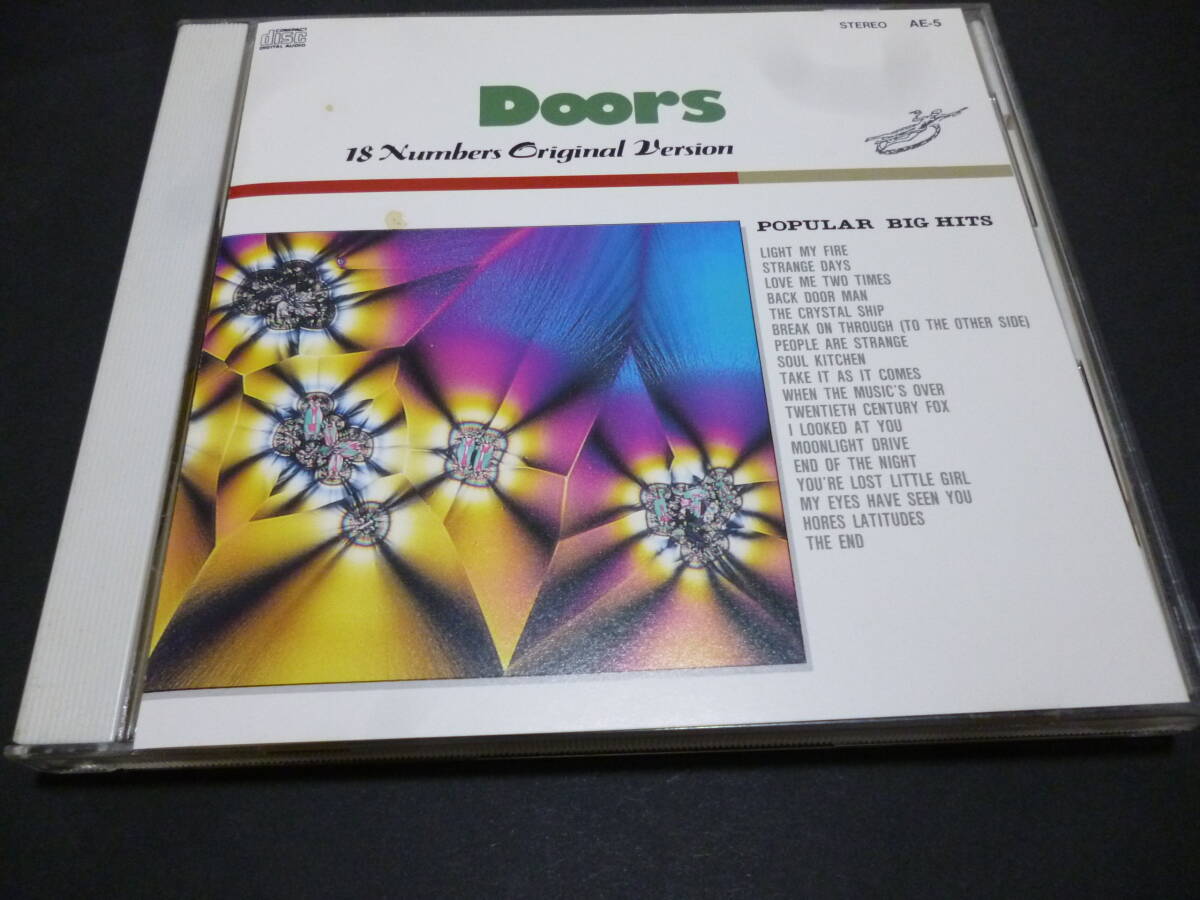 COMPACT
disc
DIGITAL AUDIO
STEREO AE-5
Doors
18 Numbers Original Version
POPULAR BIG HITS
LIGHT MY FIRE
STRANGE DAYS
LOVE ME TWO TIMES
BACK DOOR MAN
THE CRYSTAL SHIP
BREAK ON THROUGH (TO THE OTHER SIDE)
PEOPLE ARE STRANGE
SOUL KITCHEN
TAKE IT AS IT COMES
WHEN THE MUSIC'S OVER
TWENTIETH CENTURY FOX
I LOOKED AT YOU
MOONLIGHT DRIVE
END OF THE NIGHT
YOU'RE LOST LITTLE GIRL
MY EYES HAVE SEEN YOU
HORES LATITUDES
THE END